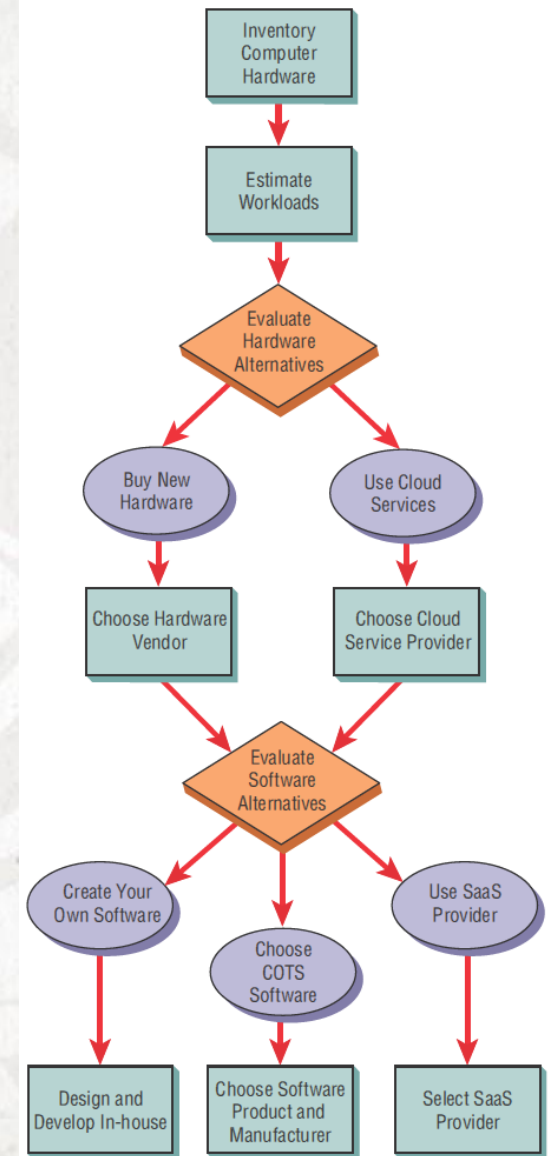 Inventory
Computer
Hardware
Estimate
Workloads
Evaluate
Hardware
Alternatives
Buy New
Hardware
Use Cloud
Services
Choose Hardware
Vendor
Choose Cloud
Service Provider
Evaluate
Software
Alternatives
Create Your
Own Software
Choose
COTS
Software
Use SaaS
Provider
Design and
Develop In-house
Choose Software
Product and
Manufacturer
Select SaaS
Provider